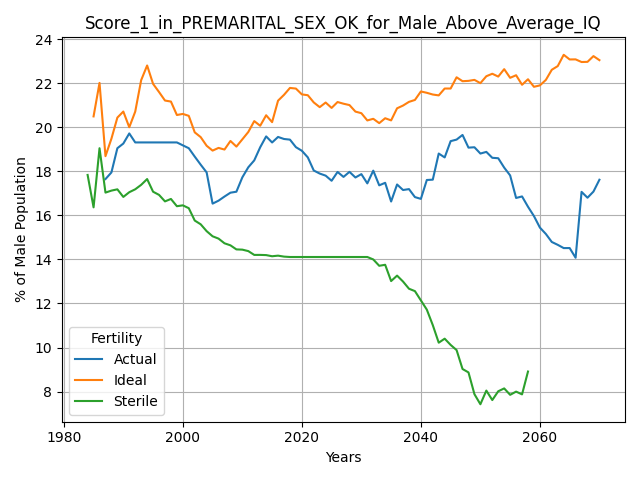 Score_1_in_PREMARITAL_SEX_OK_for_Male_Above_Average_IQ
% of Male Population
24
22
20
18
16
14
12
10
8
Fertility
Actual
Ideal
Sterile
1980 2000 2020 2040 2060
Years